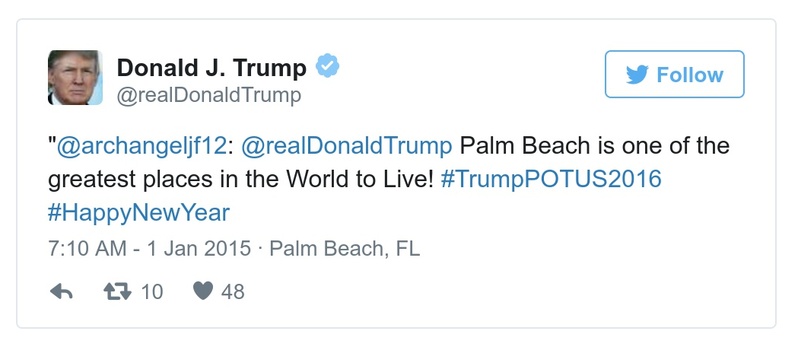 Donald J. Trump
@realDonaldTrump
Follow
"@archangeljf12: @realDonaldTrump Palm Beach is one of the
greatest places in the World to Live! #TrumpPOTUS2016
#HappyNewYear
7:10 AM - 1 Jan 2015 · Palm Beach, FL
10 48